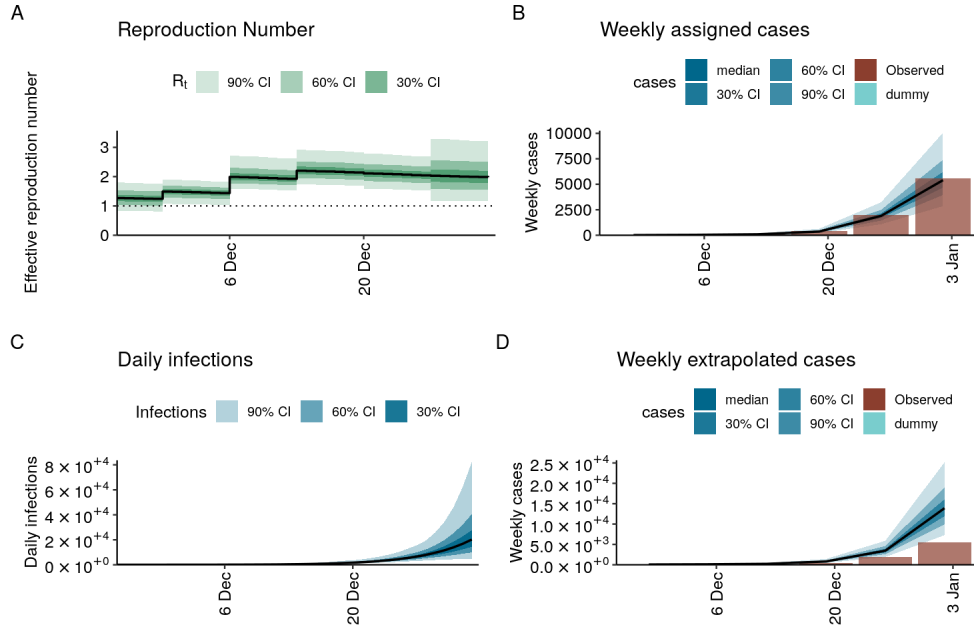 A
Reproduction Number
Rt 90% CI 60% CI 30% CI
Effective reproduction number
3
2
1
0
6 Dec
20 Dec
B
Weekly assigned cases
cases
median 60% CI Observed
30% CI 90% CI dummy
Weekly cases
10000
7500
5000
2500
0
6 Dec
20 Dec
3 Jan
C
Daily infections
Infections 90% CI 60% CI 30% CI
Daily infections
8 × 10+4
6 × 10+4
4 × 10+4
2 × 10+4
0 × 10+0
6 Dec
20 Dec
D
Weekly extrapolated cases
cases
median 60% CI Observed
30% CI 90% CI dummy
Weekly cases
2.5 × 10+4
2.0 × 10+4
1.5 × 10+4
1.0 × 10+4
5.0 × 10+3
0.0 × 10+0
6 Dec
20 Dec
3 Jan